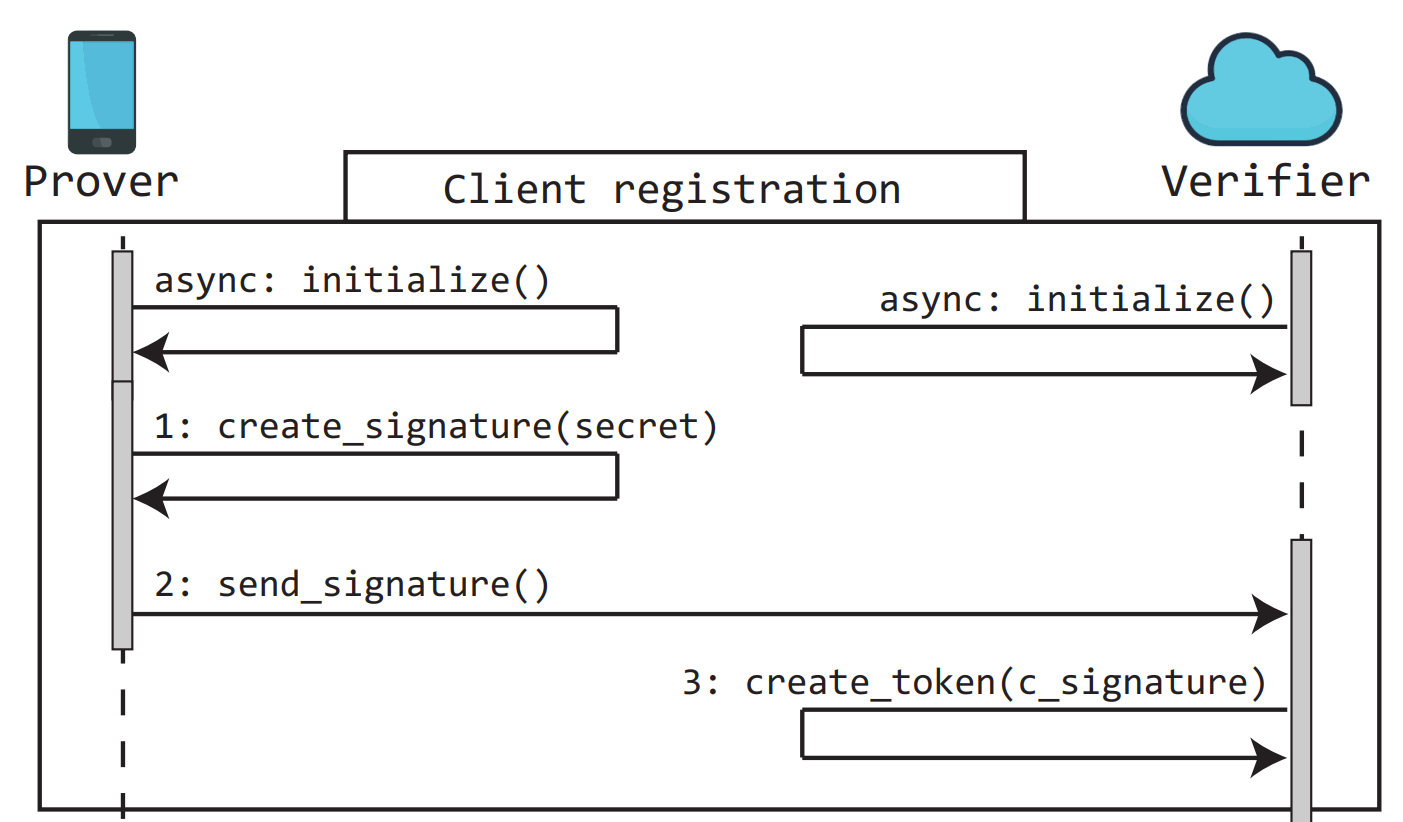 Prover
Client registration
Verifier
async: initialize()
async: initialize()
1: create_signature(secret)
2: send_signature()
3: create_token(c_signature)